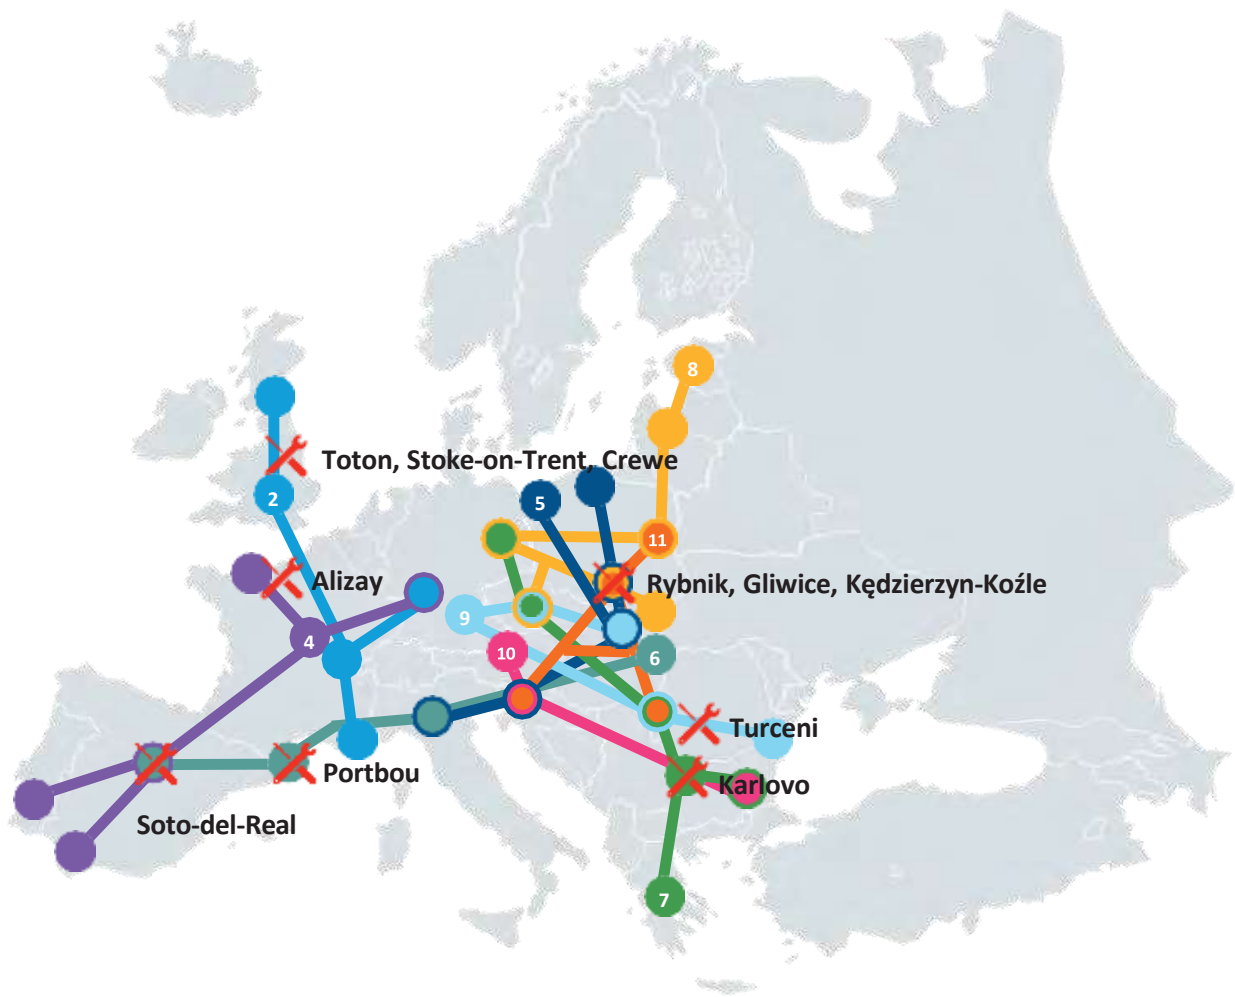 8
Toton, Stoke-on-Trent, Crewe
2
5
11
Alizay
Rybnik, Gliwice, Kędzierzyn-Koźle
9
4
10
6
Turceni
Portbou
Karlovo
Soto-del-Real
7